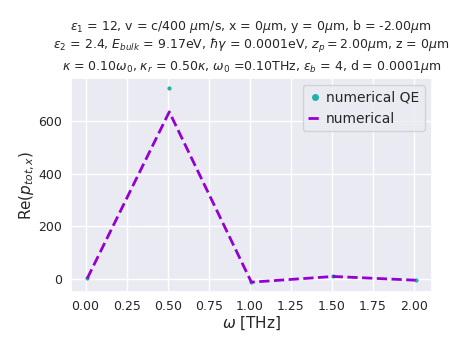 ε₁ = 12, v = c/400 μm/s, x = 0μm, y = 0μm, b = -2.00μm
ε₂ = 2.4, E_bulk = 9.17eV, ħγ = 0.0001eV, z_p = 2.00μm, z = 0μm
κ = 0.10ω₀, κ_r = 0.50κ, ω₀ =0.10THz, ε_b = 4, d = 0.0001μm
numerical QE
numerical
Re(p_tot,x)
600
400
200
0
0.00 0.25 0.50 0.75 1.00 1.25 1.50 1.75 2.00
ω [THz]